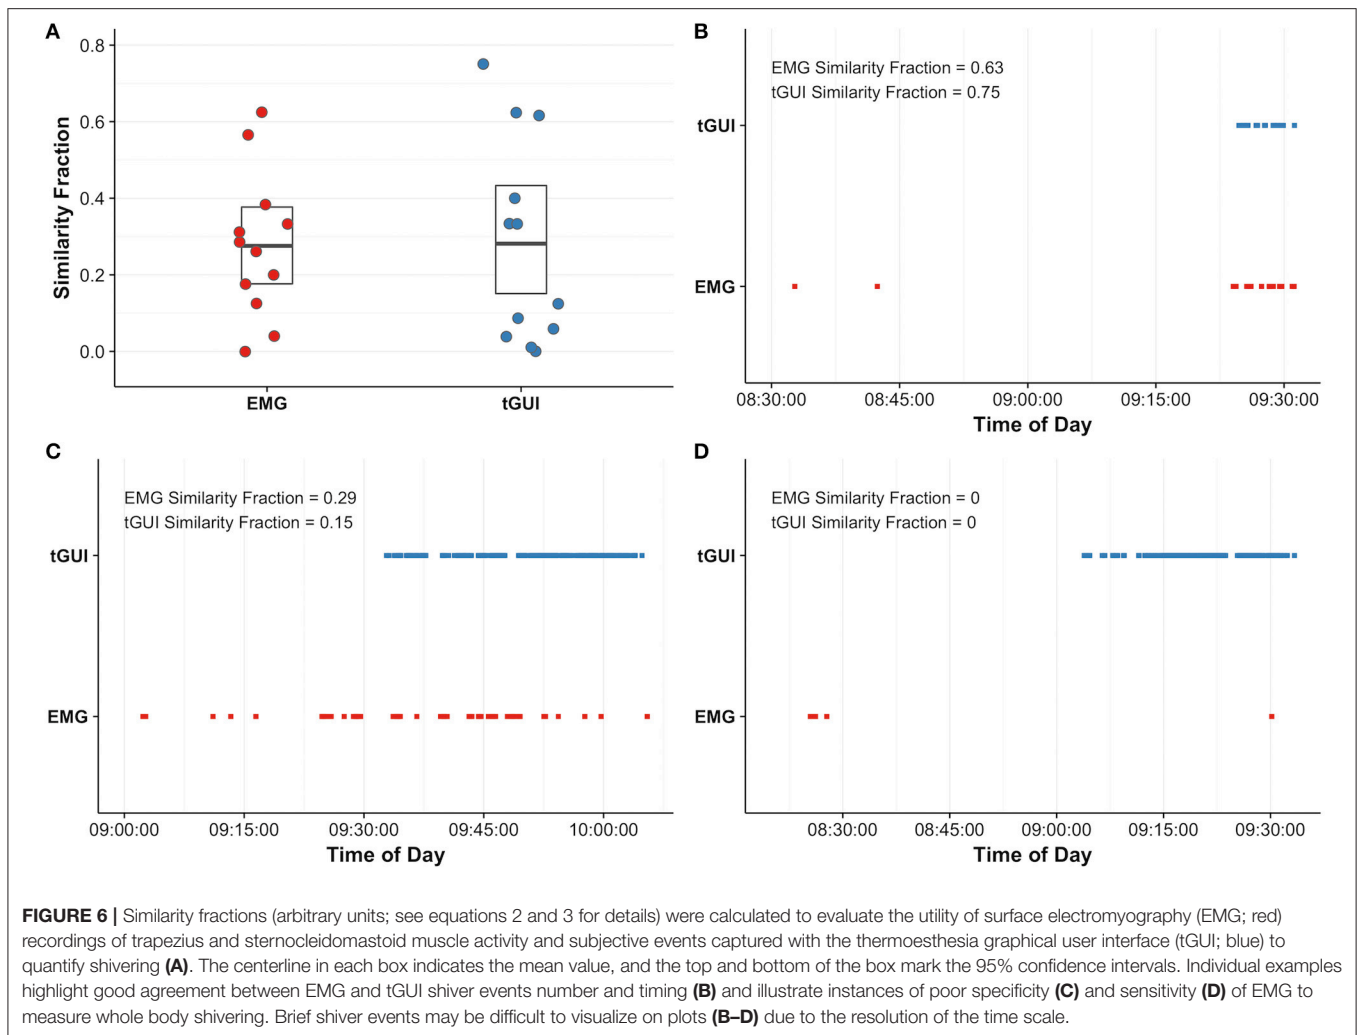 A
0.8
0.6
0.4
0.2
0.0
Similarity Fraction
EMG
tGUI
B
EMG Similarity Fraction = 0.63
tGUI Similarity Fraction = 0.75
tGUI
EMG
08:30:00
08:45:00
09:00:00
09:15:00
09:30:00
Time of Day
C
EMG Similarity Fraction = 0.29
tGUI Similarity Fraction = 0.15
tGUI
EMG
09:00:00
09:15:00
09:30:00
09:45:00
10:00:00
Time of Day
D
EMG Similarity Fraction = 0
tGUI Similarity Fraction = 0
tGUI
EMG
08:30:00
08:45:00
09:00:00
09:15:00
09:30:00
Time of Day
FIGURE 6 | Similarity fractions (arbitrary units; see equations 2 and 3 for details) were calculated to evaluate the utility of surface electromyography (EMG; red)
recordings of trapezius and sternocleidomastoid muscle activity and subjective events captured with the thermoesthesia graphical user interface (tGUI; blue) to
quantify shivering (A). The centerline in each box indicates the mean value, and the top and bottom of the box mark the 95% confidence intervals. Individual examples
highlight good agreement between EMG and tGUI shiver events number and timing (B) and illustrate instances of poor specificity (C) and sensitivity (D) of EMG to
measure whole body shivering. Brief shiver events may be difficult to visualize on plots (B–D) due to the resolution of the time scale.